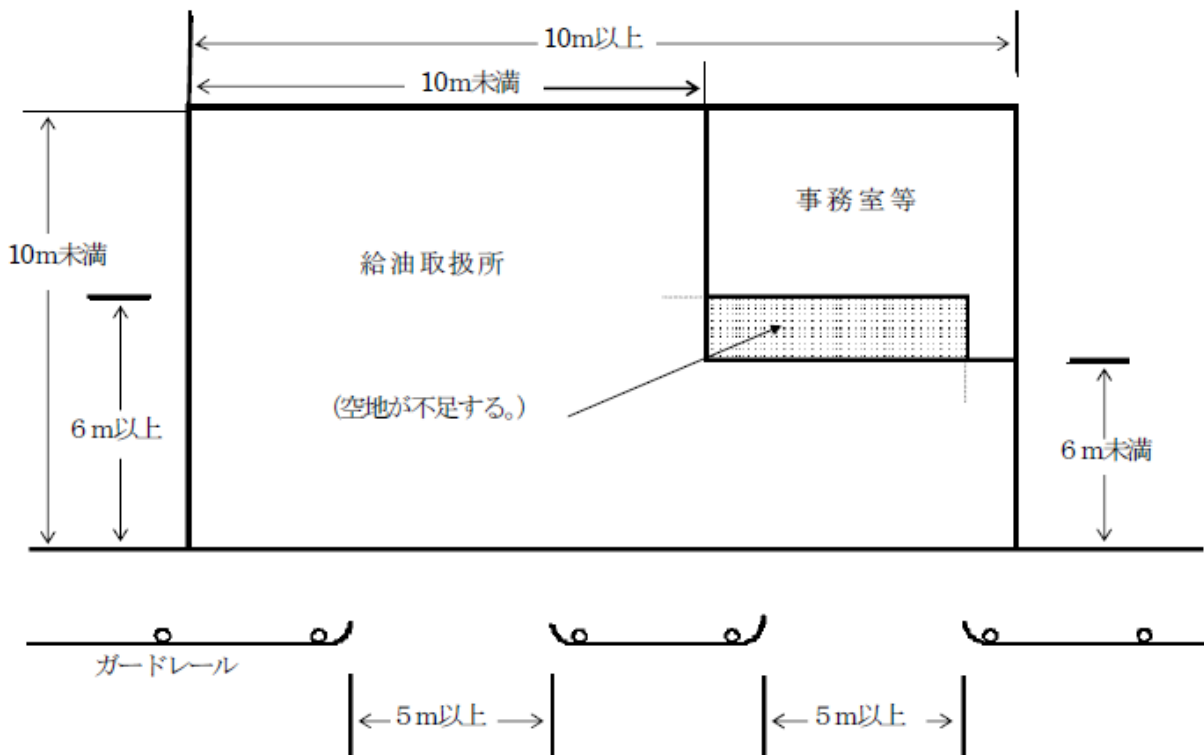 10m以上
10m未満
事務室等
10m未満
給油取扱所
(空地が不足する。)
6m以上
6m未満
ガードレール
5m以上
5m以上